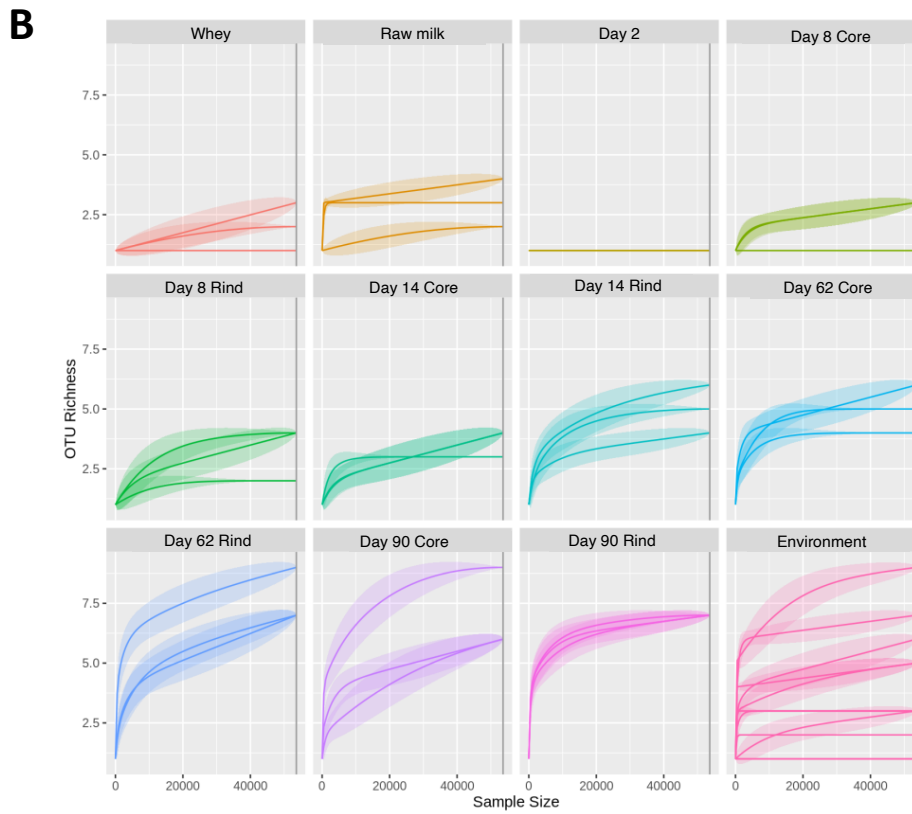 B
Whey Raw milk Day 2 Day 8 Core
7.5
5.0
2.5
Day 8 Rind Day 14 Core Day 14 Rind Day 62 Core
7.5
5.0
2.5
OTU Richness
Day 62 Rind Day 90 Core Day 90 Rind Environment
7.5
5.0
2.5
0 20000 40000 0 20000 40000 0 20000 40000 0 20000 40000
Sample Size